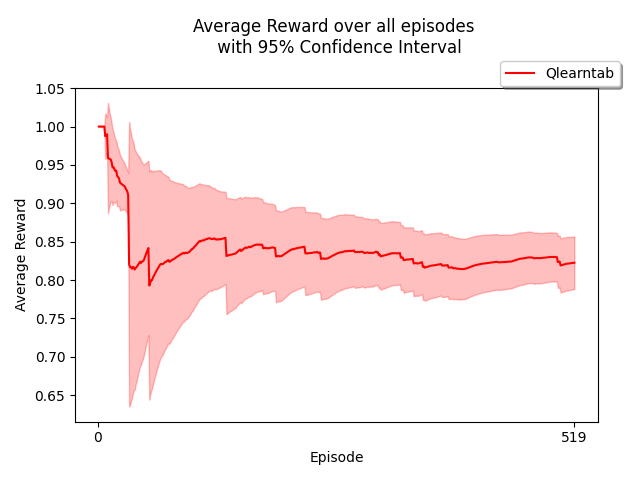 Average Reward over all episodes
with 95% Confidence Interval
Qlearntab
1.05
1.00
0.95
0.90
0.85
0.80
0.75
0.70
0.65
Average Reward
0
519
Episode